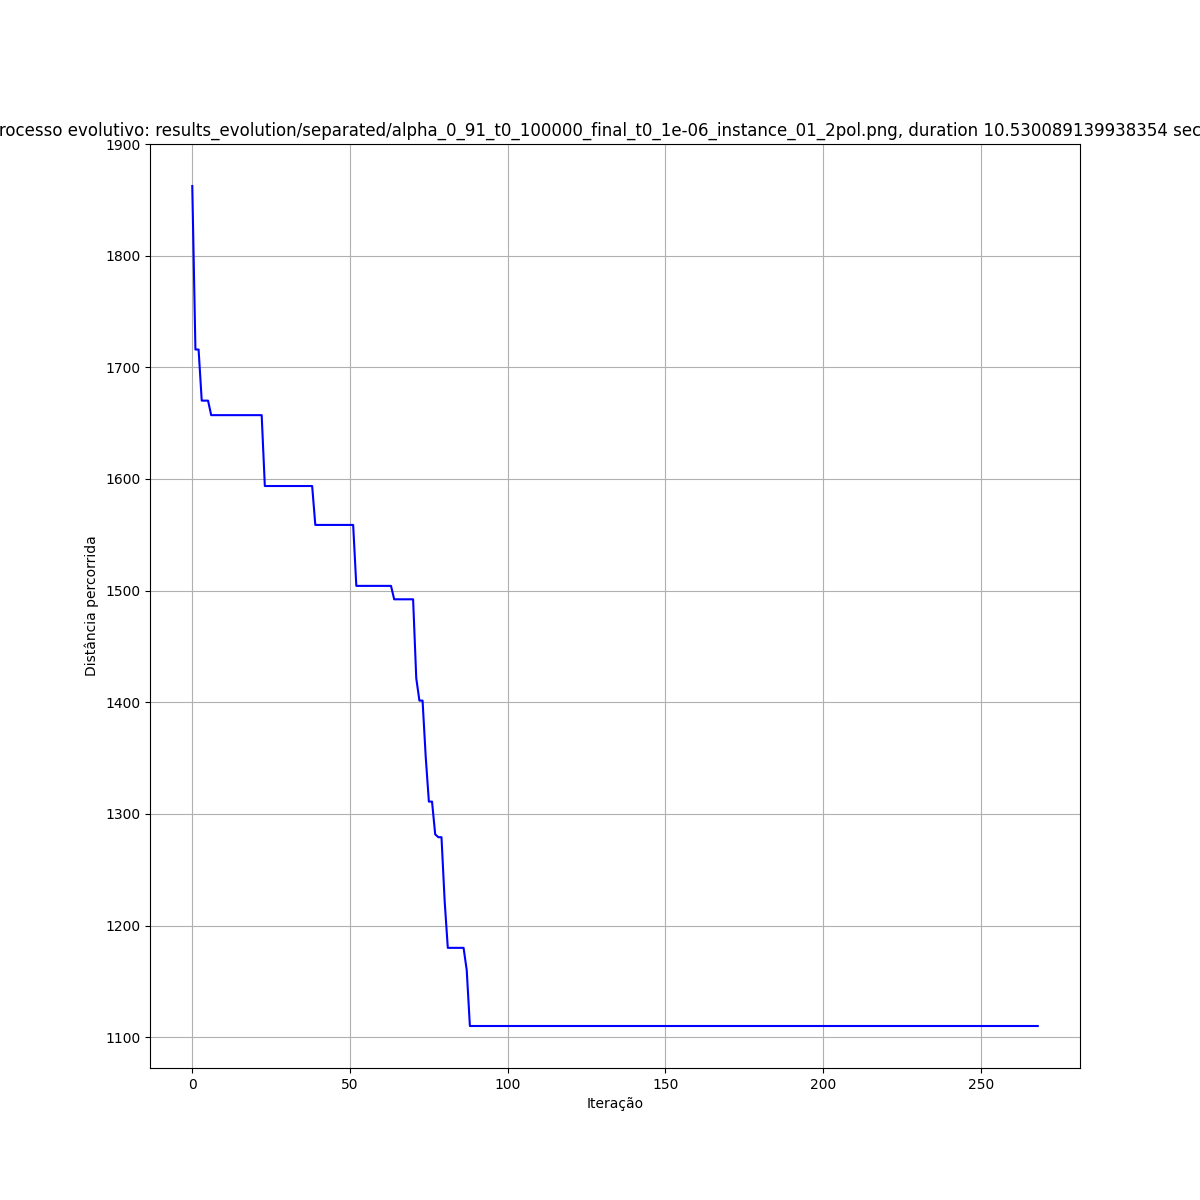 rocesso evolutivo: results_evolution/separated/alpha_0_91_t0_100000_final_t0_1e-06_instance_01_2pol.png, duration 10.530089139938354 sec
1900
1800
1700
1600
1500
1400
1300
1200
1100
Distância percorrida
0 50 100 150 200 250
Iteração